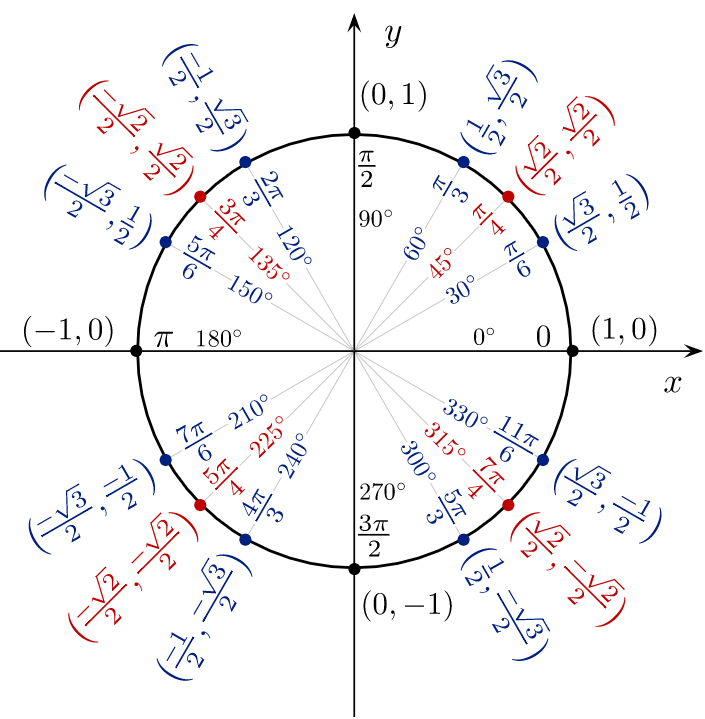 y
(0, 1)
π/2
90°
(1/2, √3/2)
π/3
60°
(√2/2, √2/2)
π/4
45°
(√3/2, 1/2)
π/6
30°
(1, 0)
0
0°
x
(−1/2, √3/2)
2π/3
120°
(−√2/2, √2/2)
3π/4
135°
(−√3/2, 1/2)
5π/6
150°
(−1, 0)
π
180°
(−√3/2, −1/2)
7π/6
210°
(−√2/2, −√2/2)
5π/4
225°
(−1/2, −√3/2)
4π/3
240°
270°
3π/2
(0, −1)
300°
5π/3
(1/2, −√3/2)
315°
7π/4
(√2/2, −√2/2)
330°
11π/6
(√3/2, −1/2)